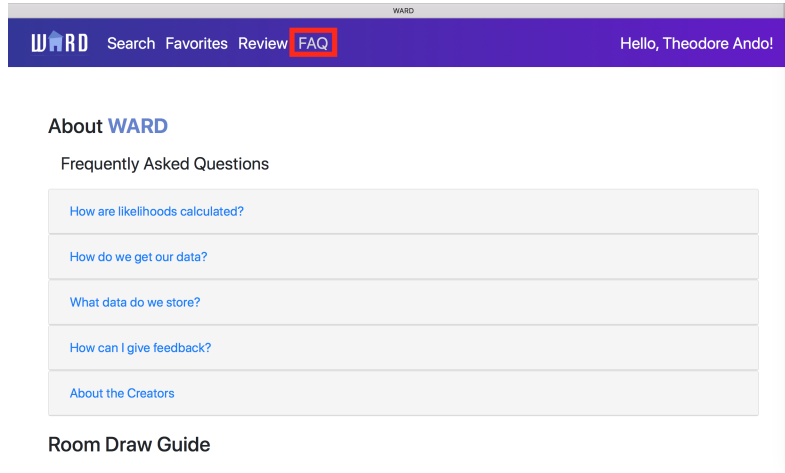 WARD
WARD Search Favorites Review FAQ Hello, Theodore Ando!
About WARD
Frequently Asked Questions
How are likelihoods calculated?
How do we get our data?
What data do we store?
How can I give feedback?
About the Creators
Room Draw Guide